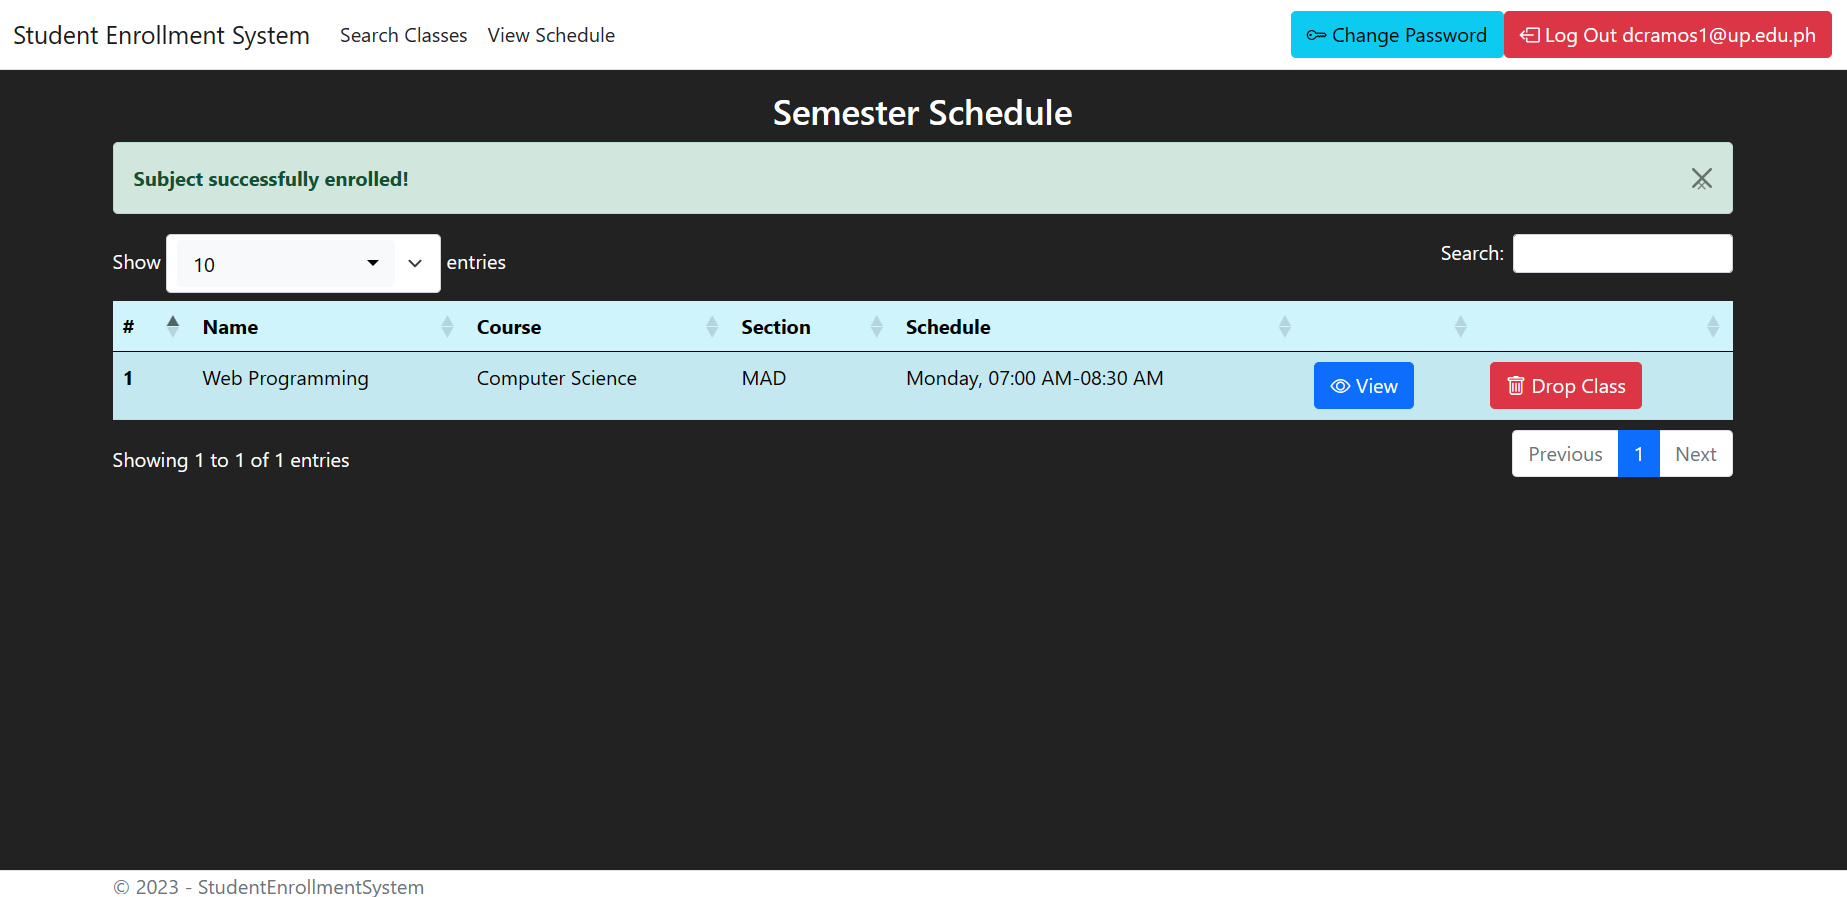 Student Enrollment System Search Classes View Schedule Change Password Log Out dcramos1@up.edu.ph
Semester Schedule
Subject successfully enrolled!
Show 10 entries Search:
# Name Course Section Schedule
1 Web Programming Computer Science MAD Monday, 07:00 AM-08:30 AM View Drop Class
Showing 1 to 1 of 1 entries Previous 1 Next
© 2023 - StudentEnrollmentSystem